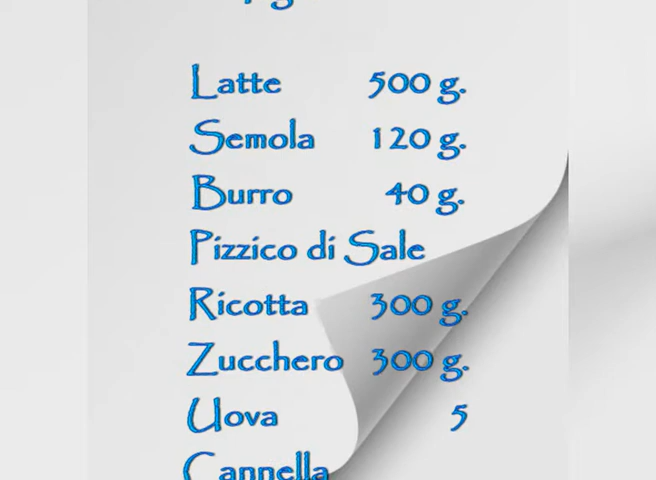 Latte 500 g.
Semola 120 g.
Burro 40 g.
Pizzico di Sale
Ricotta 300 g.
Zucchero 300 g.
Uova 5
Cannella